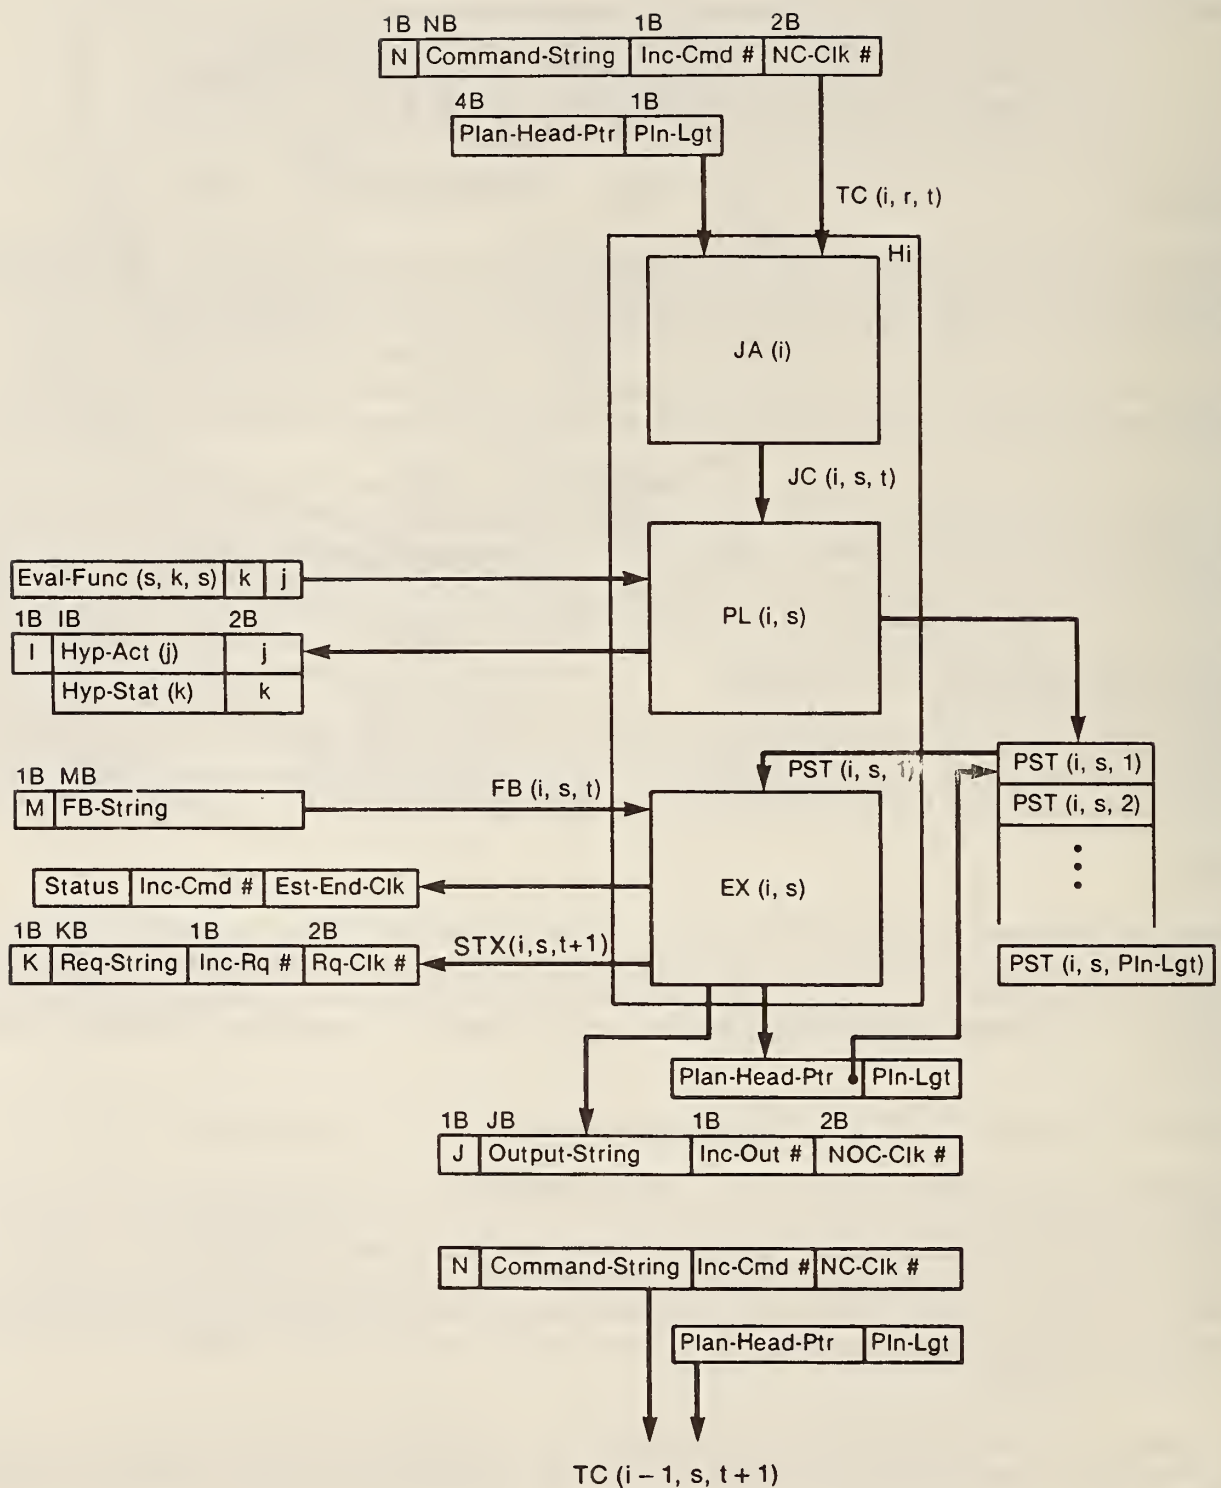 1B NB 1B 2B
N Command-String Inc-Cmd # NC-Clk #
4B 1B
Plan-Head-Ptr Pln-Lgt
TC (i, r, t)
Hi
JA (i)
JC (i, s, t)
Eval-Func (s, k, s) k j
PL (i, s)
1B IB 2B
I Hyp-Act (j) j
Hyp-Stat (k) k
PST (i, s, 1)
PST (i, s, 1)
PST (i, s, 2)
1B MB
M FB-String
FB (i, s, t)
EX (i, s)
Status Inc-Cmd # Est-End-Clk
1B KB 1B 2B
K Req-String Inc-Rq # Rq-Clk #
STX(i,s,t+1)
PST (i, s, Pln-Lgt)
Plan-Head-Ptr Pln-Lgt
1B JB 1B 2B
J Output-String Inc-Out # NOC-Clk #
N Command-String Inc-Cmd # NC-Clk #
Plan-Head-Ptr Pln-Lgt
TC (i – 1, s, t + 1)